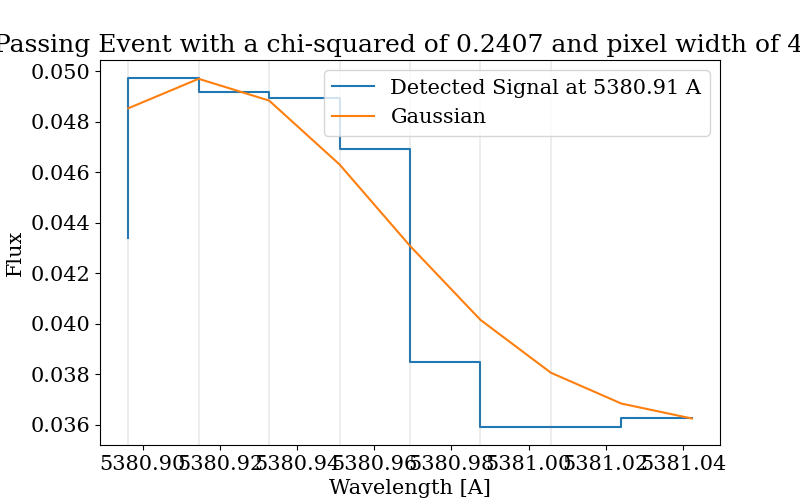 Passing Event with a chi-squared of 0.2407 and pixel width of 4
Detected Signal at 5380.91 A
Gaussian
Flux
0.050
0.048
0.046
0.044
0.042
0.040
0.038
0.036
5380.90 5380.92 5380.94 5380.96 5380.98 5381.00 5381.02 5381.04
Wavelength [A]